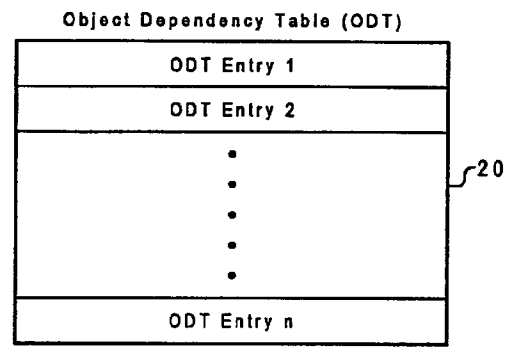 Object Dependency Table (ODT)
ODT Entry 1
ODT Entry 2
20
ODT Entry n